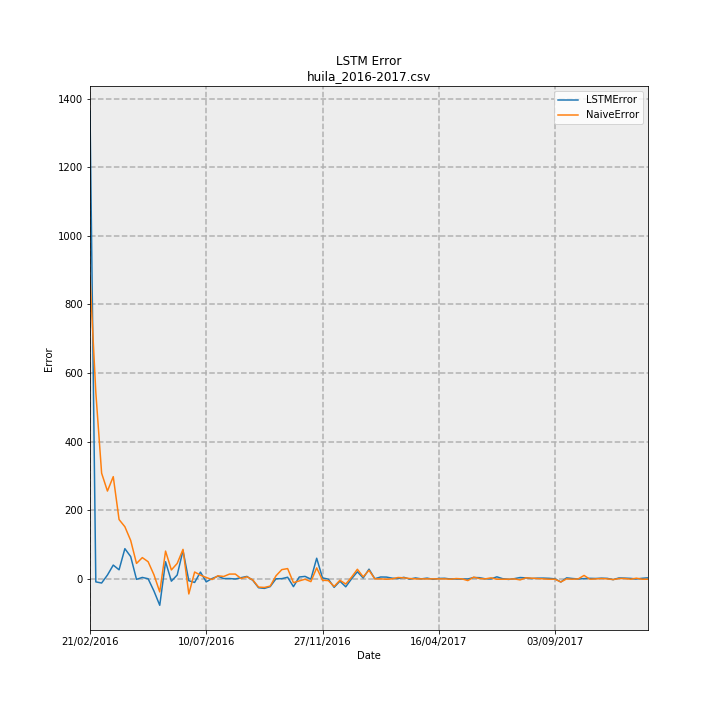 LSTM Error
huila_2016-2017.csv
LSTMError
NaiveError
1400
1200
1000
800
600
400
200
0
Error
21/02/2016
10/07/2016
27/11/2016
16/04/2017
03/09/2017
Date